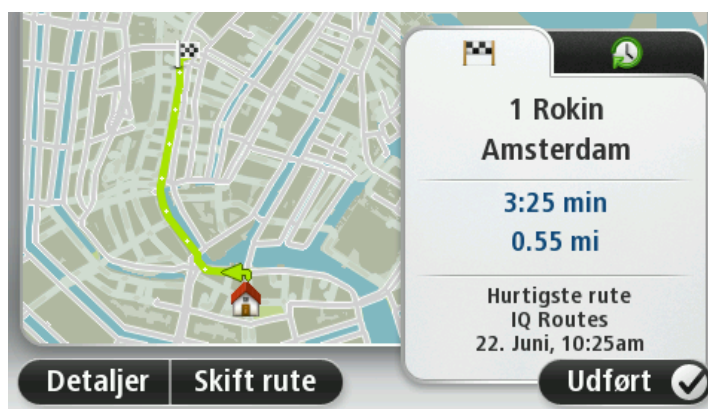 1 Rokin
Amsterdam
3:25 min
0.55 mi
Hurtigste rute
IQ Routes
22. Juni, 10:25am
Detaljer
Skift rute
Udført